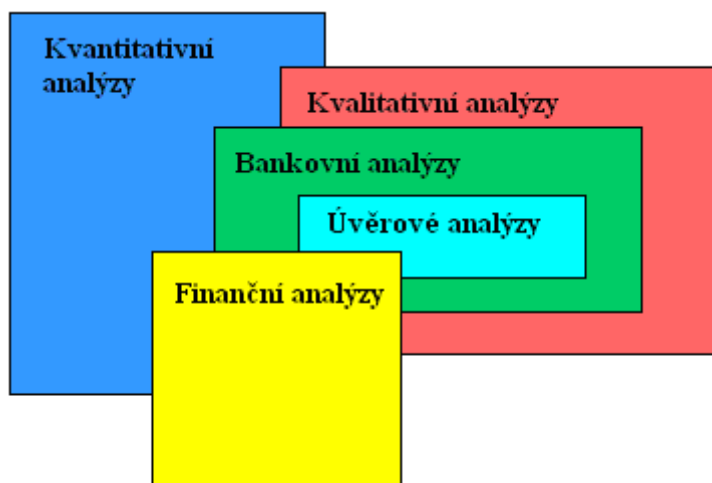 Kvantitativní
analýzy
Kvalitativní analýzy
Bankovní analýzy
Úvěrové analýzy
Finanční analýzy